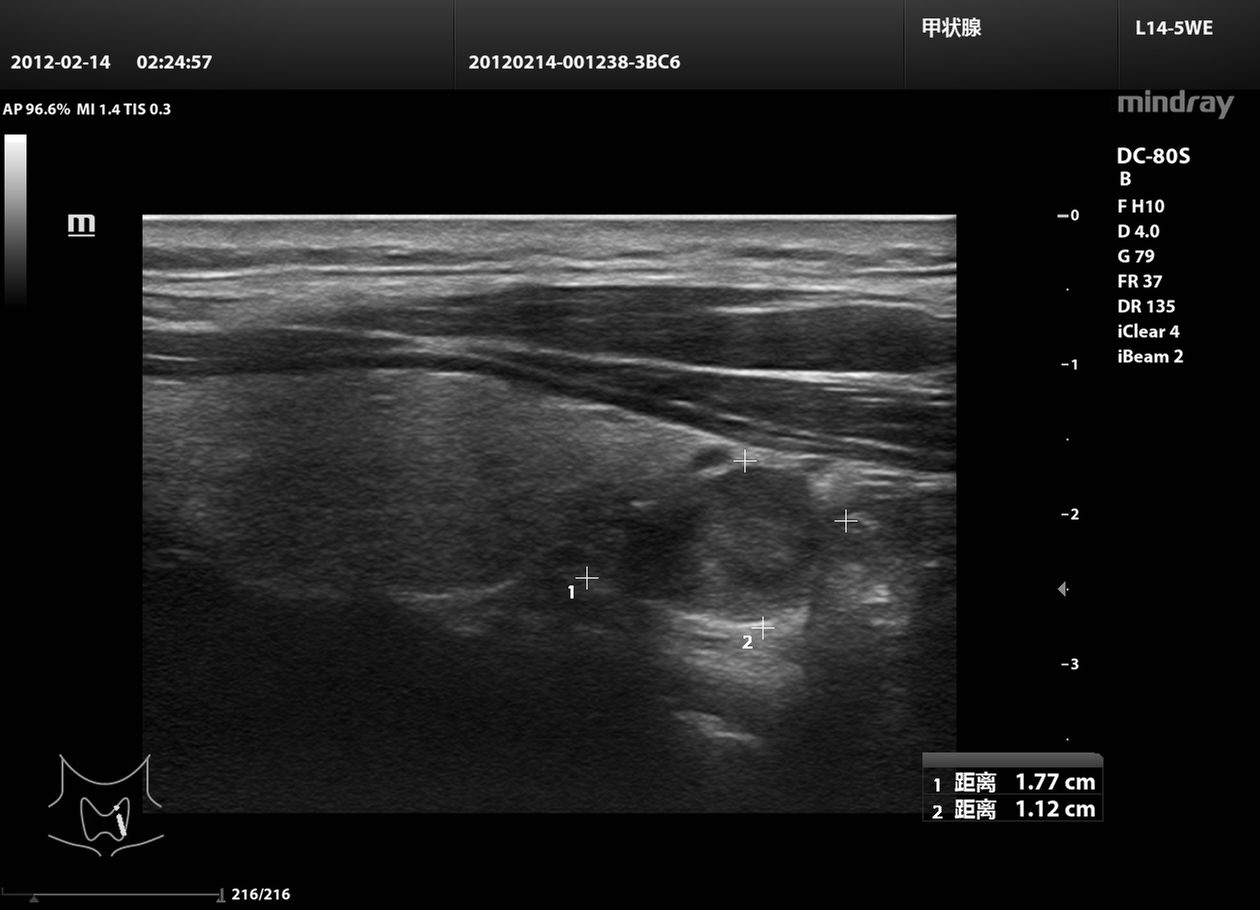 甲状腺
L14-5WE
2012-02-14 02:24:57
20120214-001238-3BC6
AP 96.6% MI 1.4 TIS 0.3
mindray
DC-80S
B
F H10
D 4.0
G 79
FR 37
DR 135
iClear 4
iBeam 2
m
0
-1
-2
-3
1
2
1 距离 1.77 cm
2 距离 1.12 cm
216/216